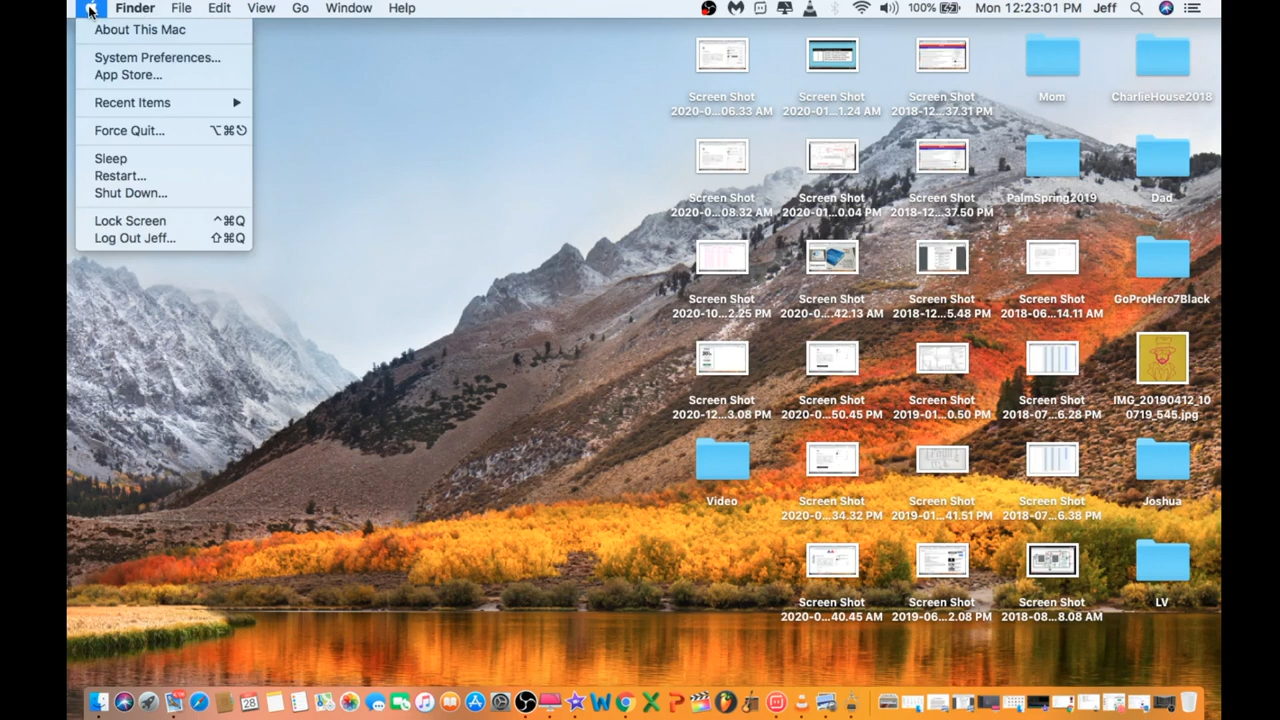 Finder File Edit View Go Window Help 100% Mon 12:23:01 PM Jeff
About This Mac
System Preferences...
App Store...
Recent Items
Force Quit... ⌥⌘⎋
Sleep
Restart...
Shut Down...
Lock Screen ^⌘Q
Log Out Jeff... ⇧⌘Q
Screen Shot
2020-0...06.33 AM
Screen Shot
2020-01...1.24 AM
Screen Shot
2018-12...37.31 PM
Mom
CharlieHouse2018
Screen Shot
2020-0...08.32 AM
Screen Shot
2020-01...0.04 PM
Screen Shot
2018-12...37.50 PM
PalmSpring2019
Dad
Screen Shot
2020-10...2.25 PM
Screen Shot
2020-0....42.13 AM
Screen Shot
2018-12...5.48 PM
Screen Shot
2018-06...14.11 AM
GoProHero7Black
Screen Shot
2020-12...3.08 PM
Screen Shot
2020-0...50.45 PM
Screen Shot
2019-01...0.50 PM
Screen Shot
2018-07...6.28 PM
IMG_20190412_10
0719_545.jpg
Video
Screen Shot
2020-0...34.32 PM
Screen Shot
2019-01...41.51 PM
Screen Shot
2018-07...6.38 PM
Joshua
Screen Shot
2020-0...40.45 AM
Screen Shot
2019-06...2.08 PM
Screen Shot
2018-08...8.08 AM
LV
28